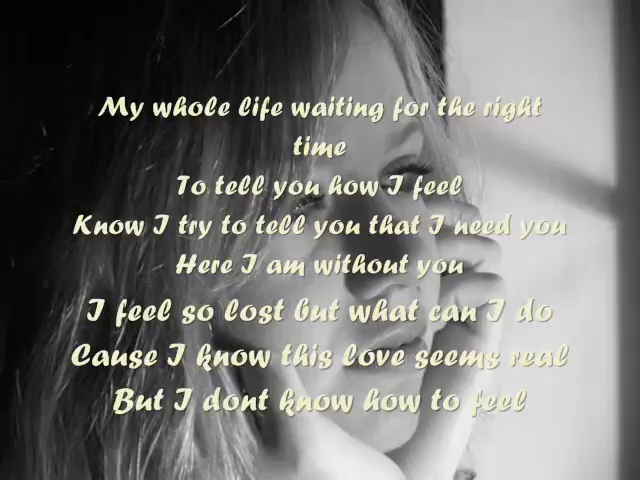 My whole life waiting for the right
time
To tell you how I feel
Know I try to tell you that I need you
Here I am without you
I feel so lost but what can I do
Cause I know this love seems real
But I dont know how to feel